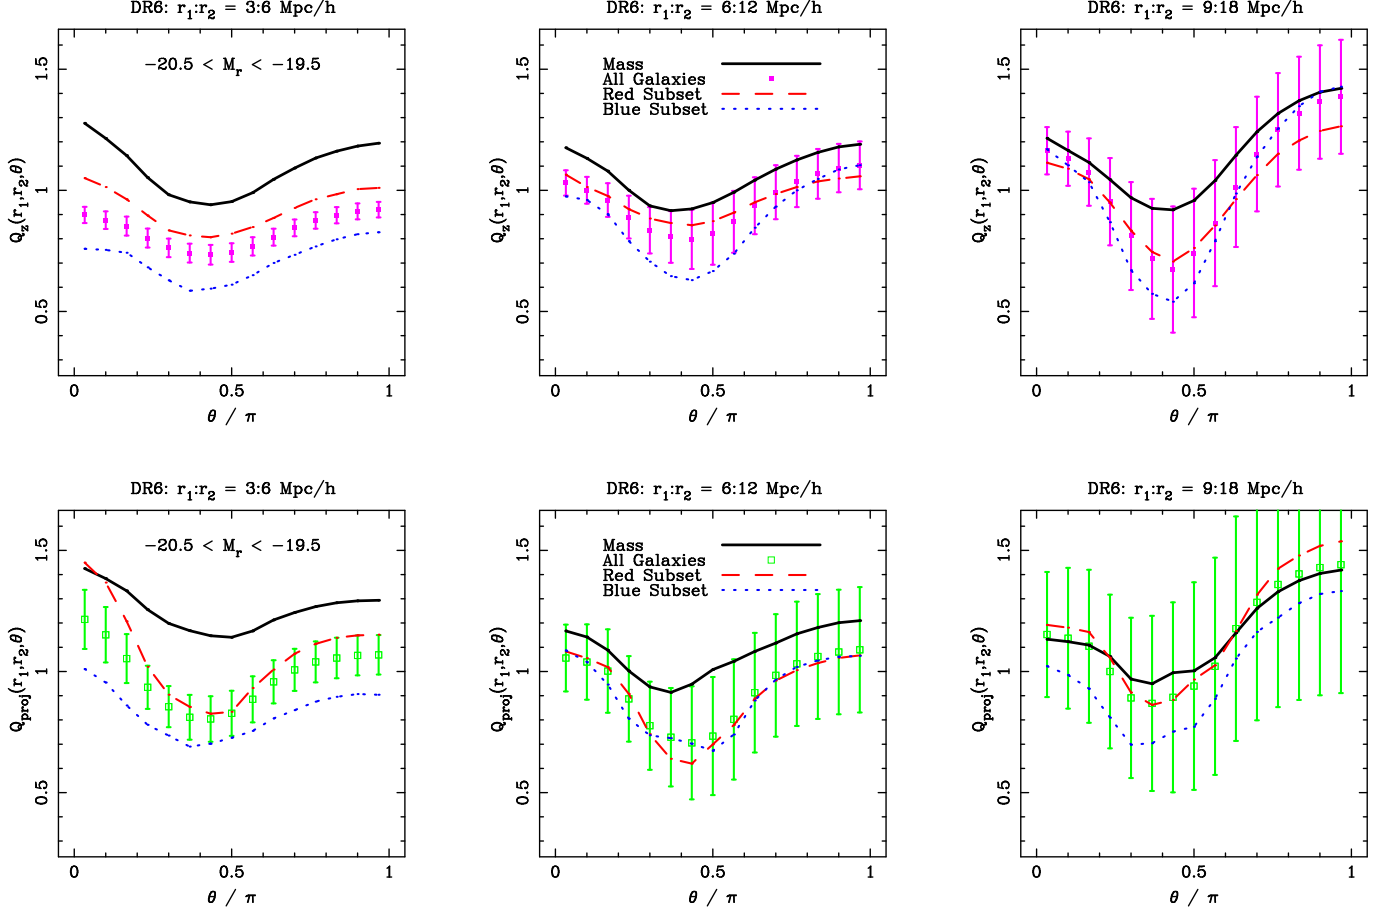 DR6: r1:r2 = 3:6 Mpc/h
−20.5 < Mr < −19.5
1.5
1
0.5
Qz(r1,r2,θ)
0
0.5
1
θ / π
DR6: r1:r2 = 6:12 Mpc/h
Mass
All Galaxies
Red Subset
Blue Subset
1.5
1
0.5
Qz(r1,r2,θ)
0
0.5
1
θ / π
DR6: r1:r2 = 9:18 Mpc/h
1.5
1
0.5
Qz(r1,r2,θ)
0
0.5
1
θ / π
DR6: r1:r2 = 3:6 Mpc/h
−20.5 < Mr < −19.5
1.5
1
0.5
Qproj(r1,r2,θ)
0
0.5
1
θ / π
DR6: r1:r2 = 6:12 Mpc/h
Mass
All Galaxies
Red Subset
Blue Subset
1.5
1
0.5
Qproj(r1,r2,θ)
0
0.5
1
θ / π
DR6: r1:r2 = 9:18 Mpc/h
1.5
1
0.5
Qproj(r1,r2,θ)
0
0.5
1
θ / π